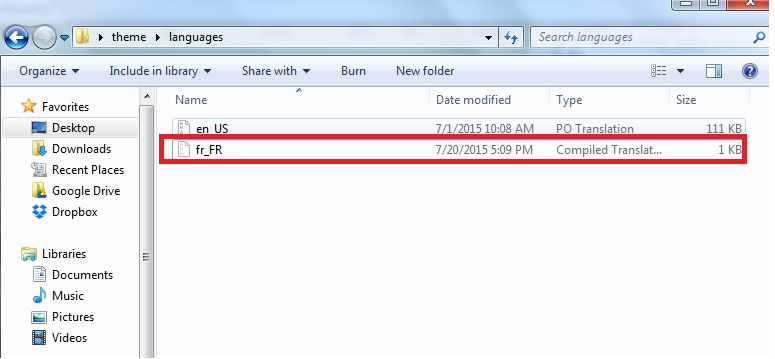 theme languages Search languages
Organize Include in library Share with Burn New folder
Favorites
Desktop
Downloads
Recent Places
Google Drive
Dropbox
Libraries
Documents
Music
Pictures
Videos
Name Date modified Type Size
en_US 7/1/2015 10:08 AM PO Translation 111 KB
fr_FR 7/20/2015 5:09 PM Compiled Translat... 1 KB